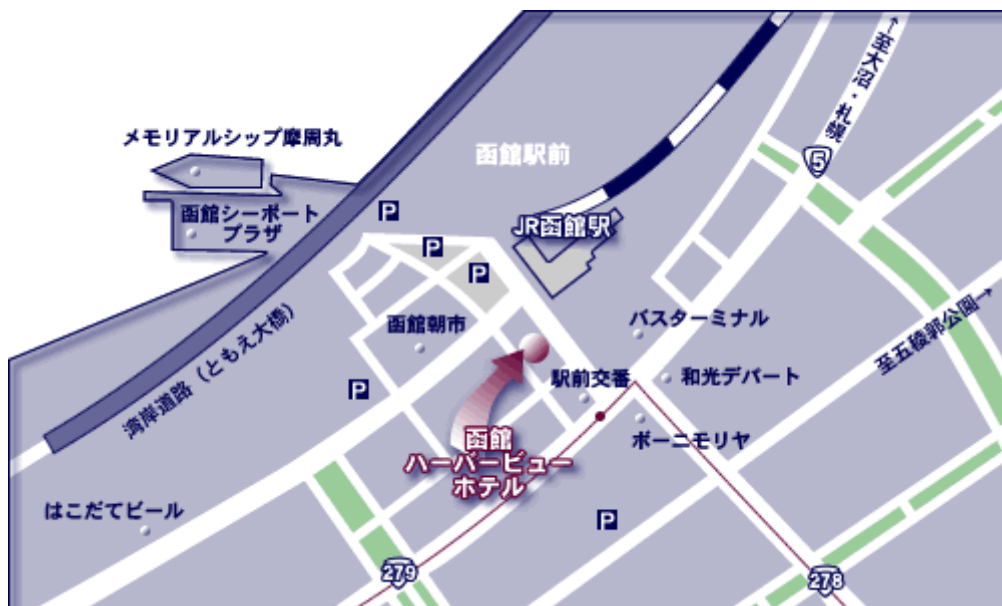 →至大沼・札幌
5
メモリアルシップ摩周丸
函館駅前
函館シーポート
プラザ
P
JR函館駅
P
P
湾岸道路（ともえ大橋）
函館朝市
バスターミナル
至五稜郭公園→
P
駅前交番
和光デパート
ボーニモリヤ
函館
ハーバービュー
ホテル
はこだてビール
P
279
278